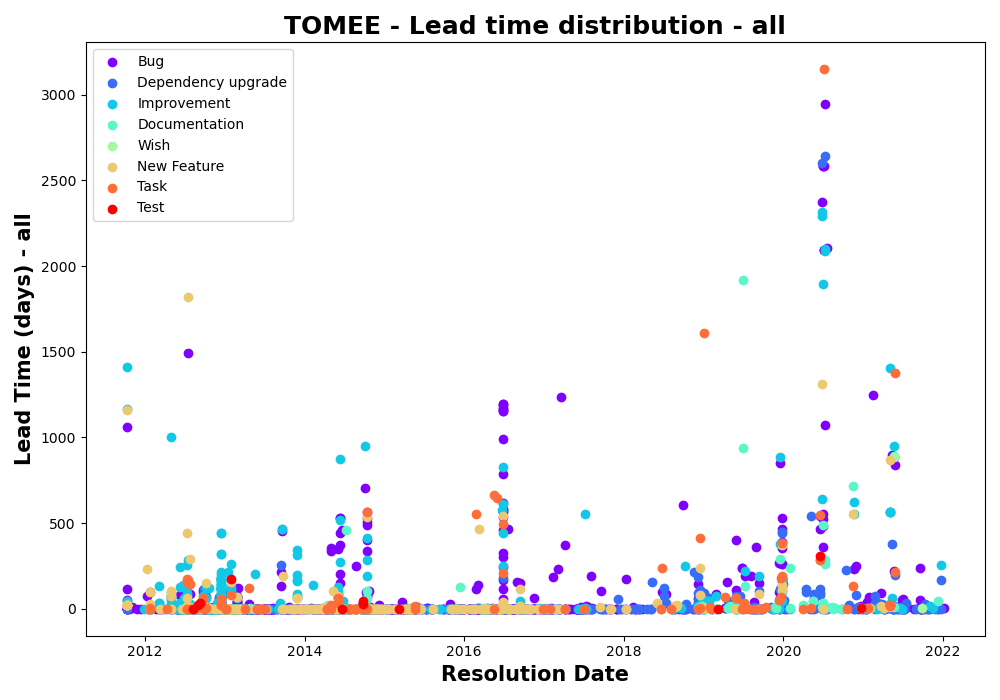 TOMEE - Lead time distribution - all
Bug
Dependency upgrade
Improvement
Documentation
Wish
New Feature
Task
Test
3000
2500
2000
1500
1000
500
0
Lead Time (days) - all
2012
2014
2016
2018
2020
2022
Resolution Date